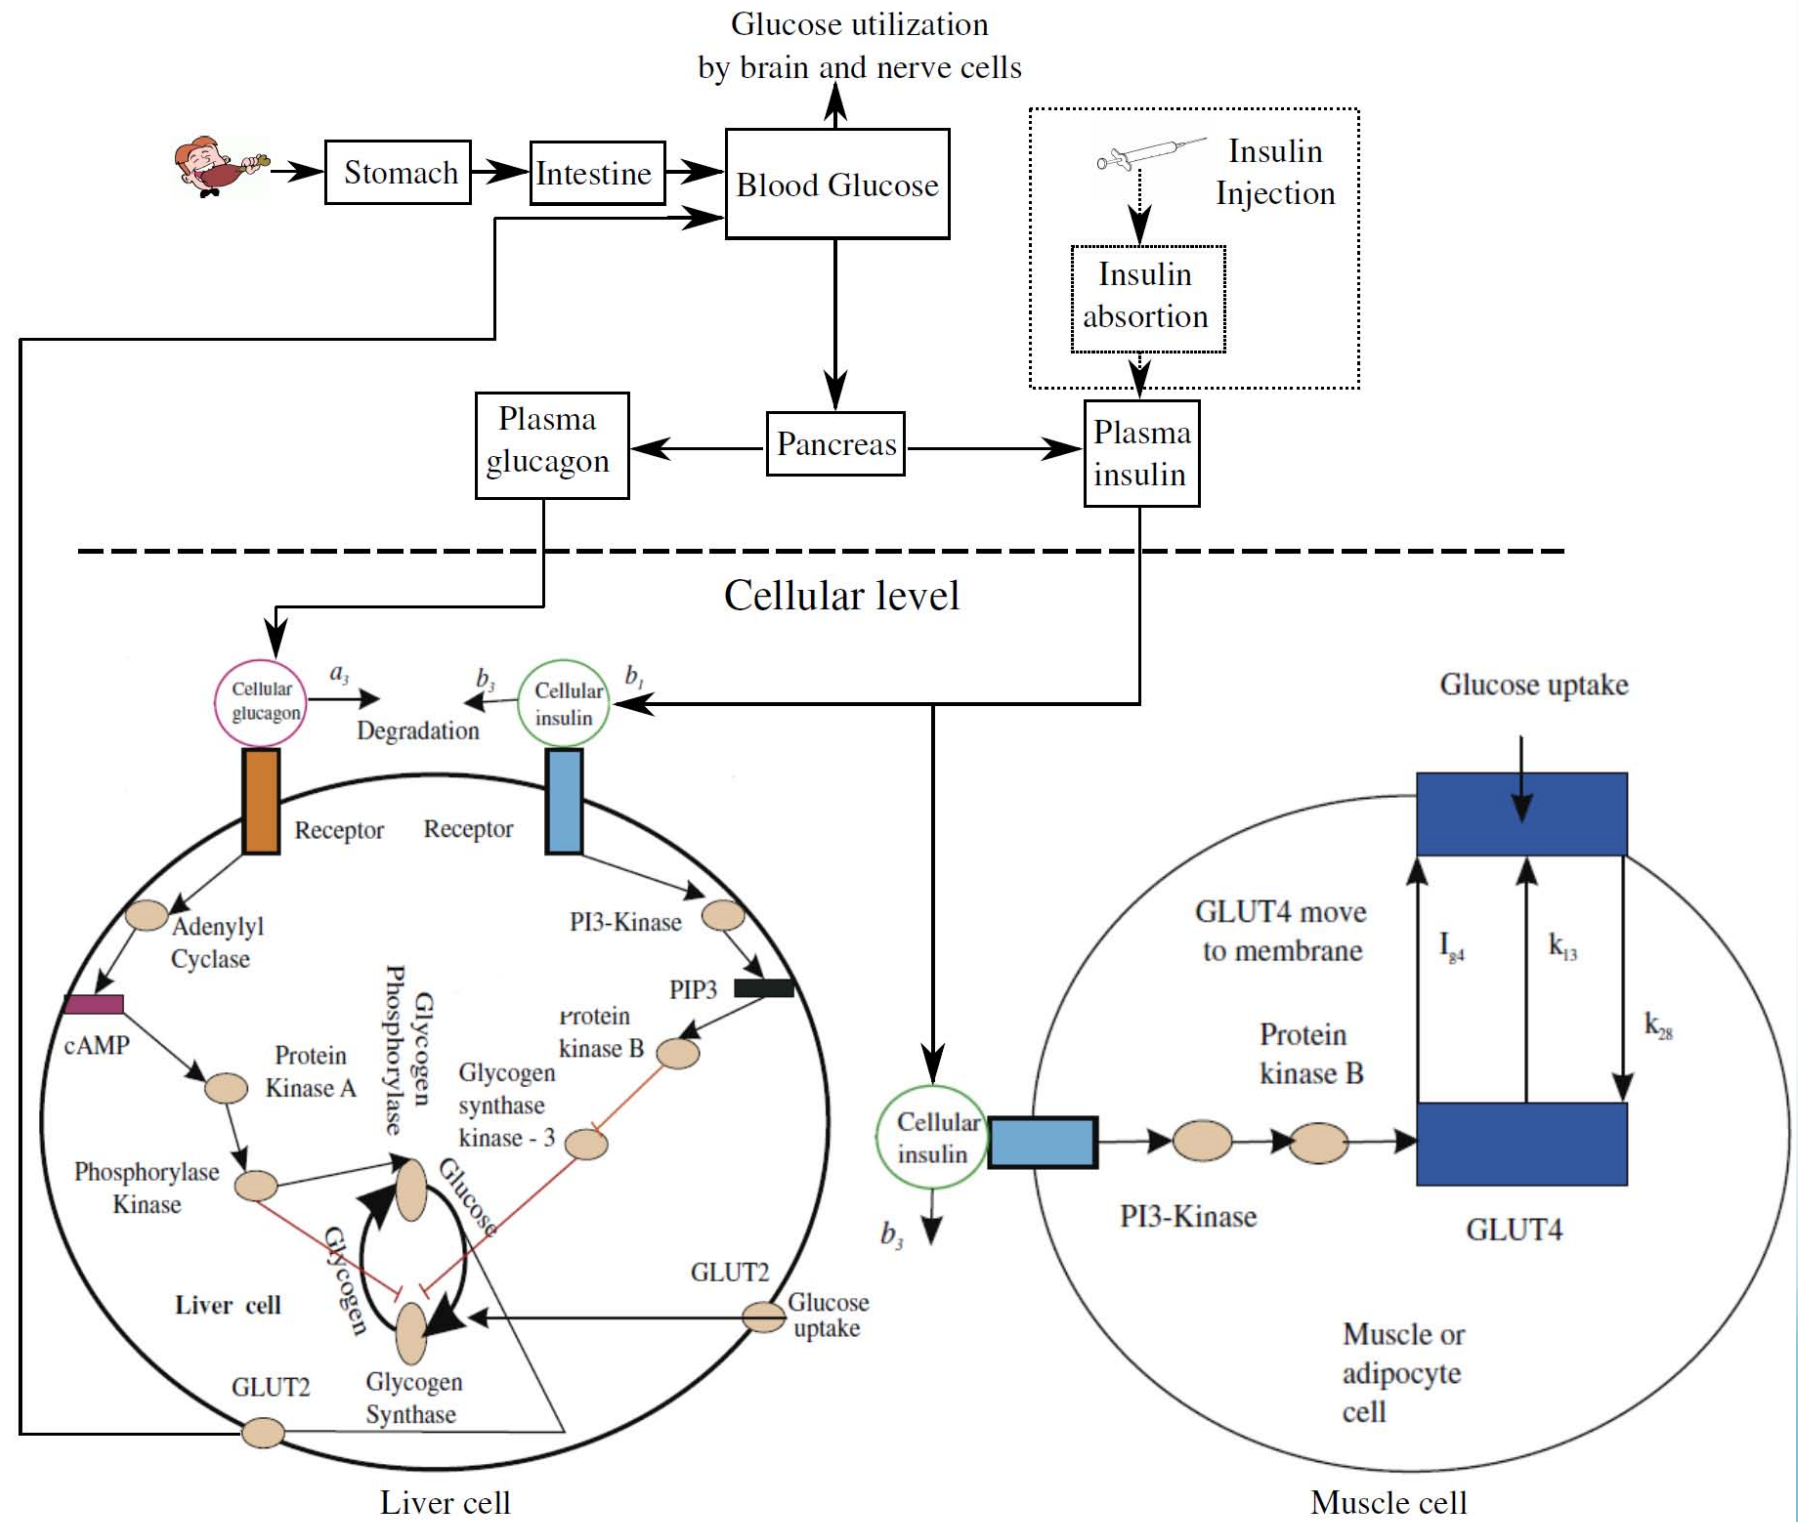 Glucose utilization
by brain and nerve cells
Stomach
Intestine
Blood Glucose
Insulin
Injection
Insulin
absortion
Plasma
glucagon
Pancreas
Plasma
insulin
Cellular level
Cellular
glucagon
a3
Degradation
b3
Cellular
insulin
b1
Glucose uptake
Receptor
Receptor
Adenylyl
Cyclase
PI3-Kinase
PIP3
cAMP
Protein
Kinase A
Glycogen
Phosphorylase
Protein
kinase B
Glycogen
synthase
kinase - 3
Phosphorylase
Kinase
Glucose
Glycogen
Liver cell
GLUT2
Glucose
uptake
GLUT2
Glycogen
Synthase
Liver cell
GLUT4 move
to membrane
Ig4
k13
k28
Protein
kinase B
Cellular
insulin
b3
PI3-Kinase
GLUT4
Muscle or
adipocyte
cell
Muscle cell